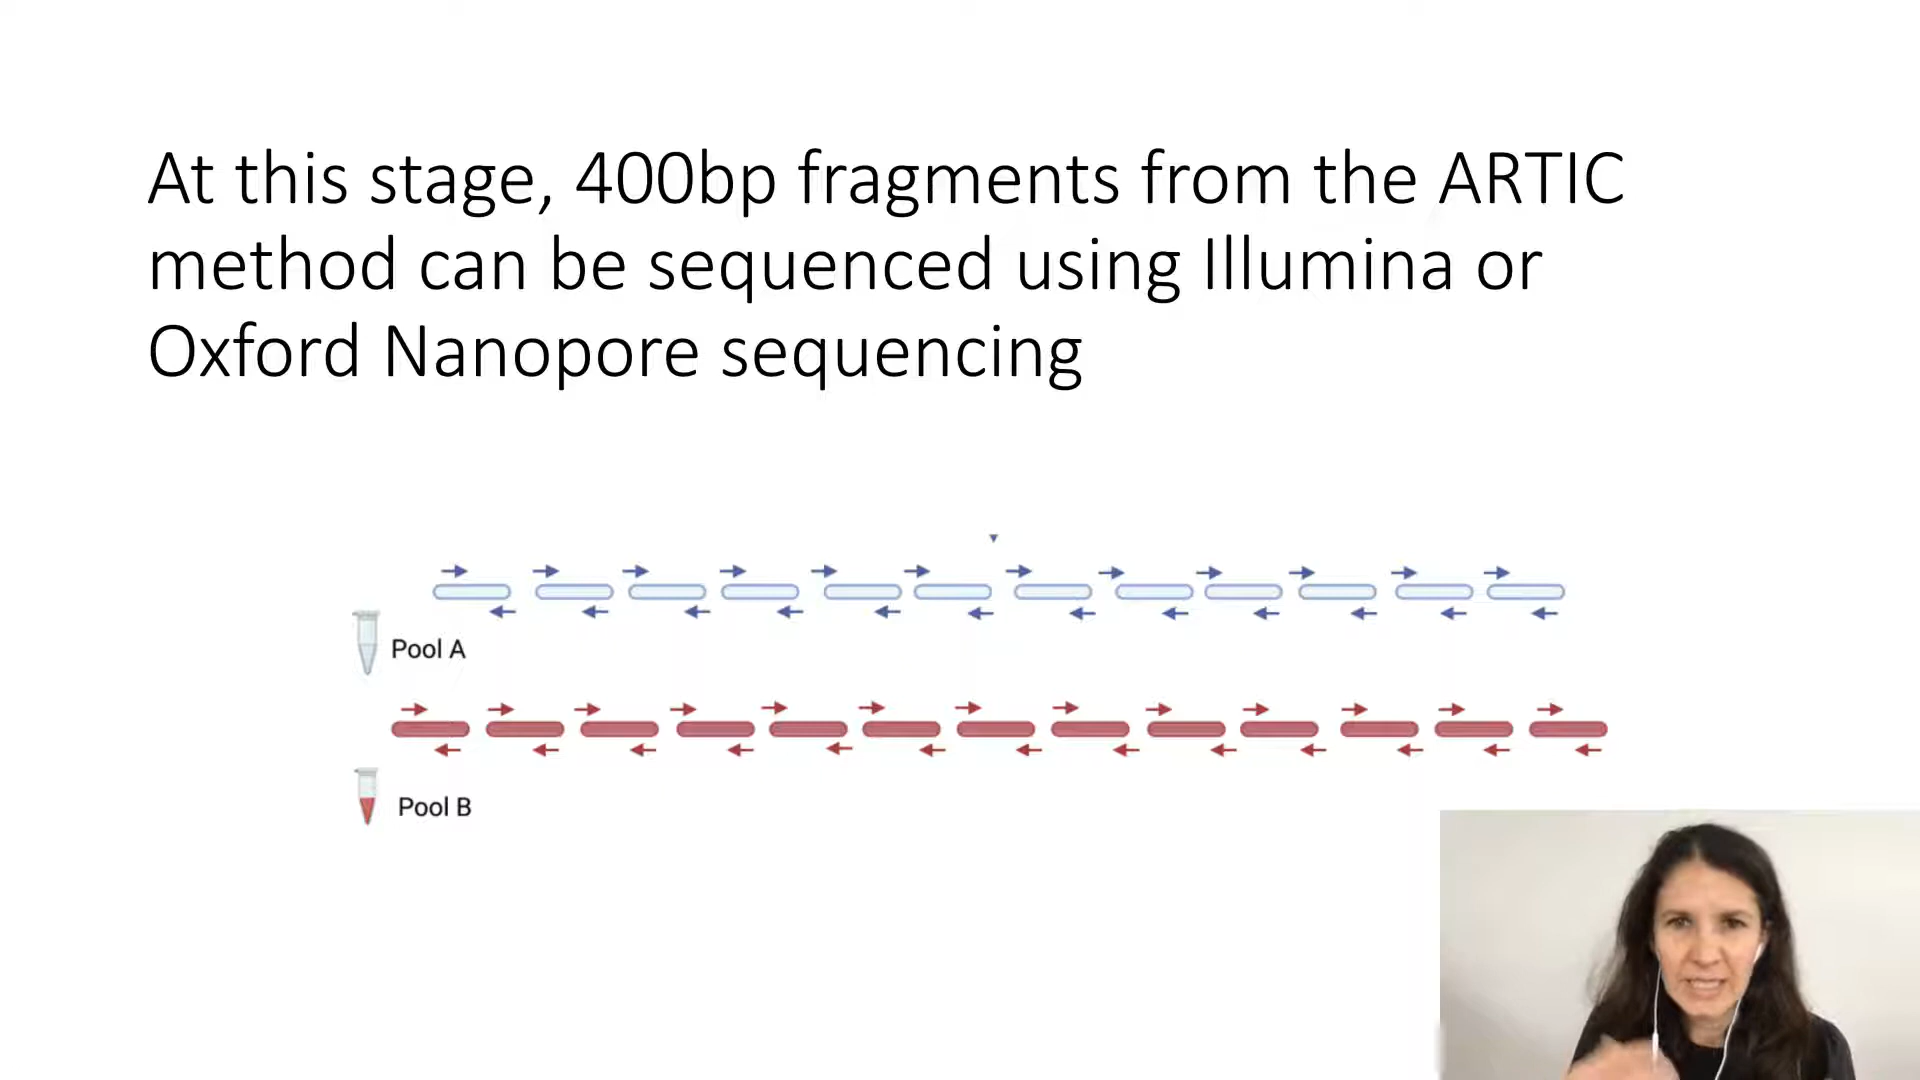 At this stage, 400bp fragments from the ARTIC
method can be sequenced using Illumina or
Oxford Nanopore sequencing
Pool A
Pool B